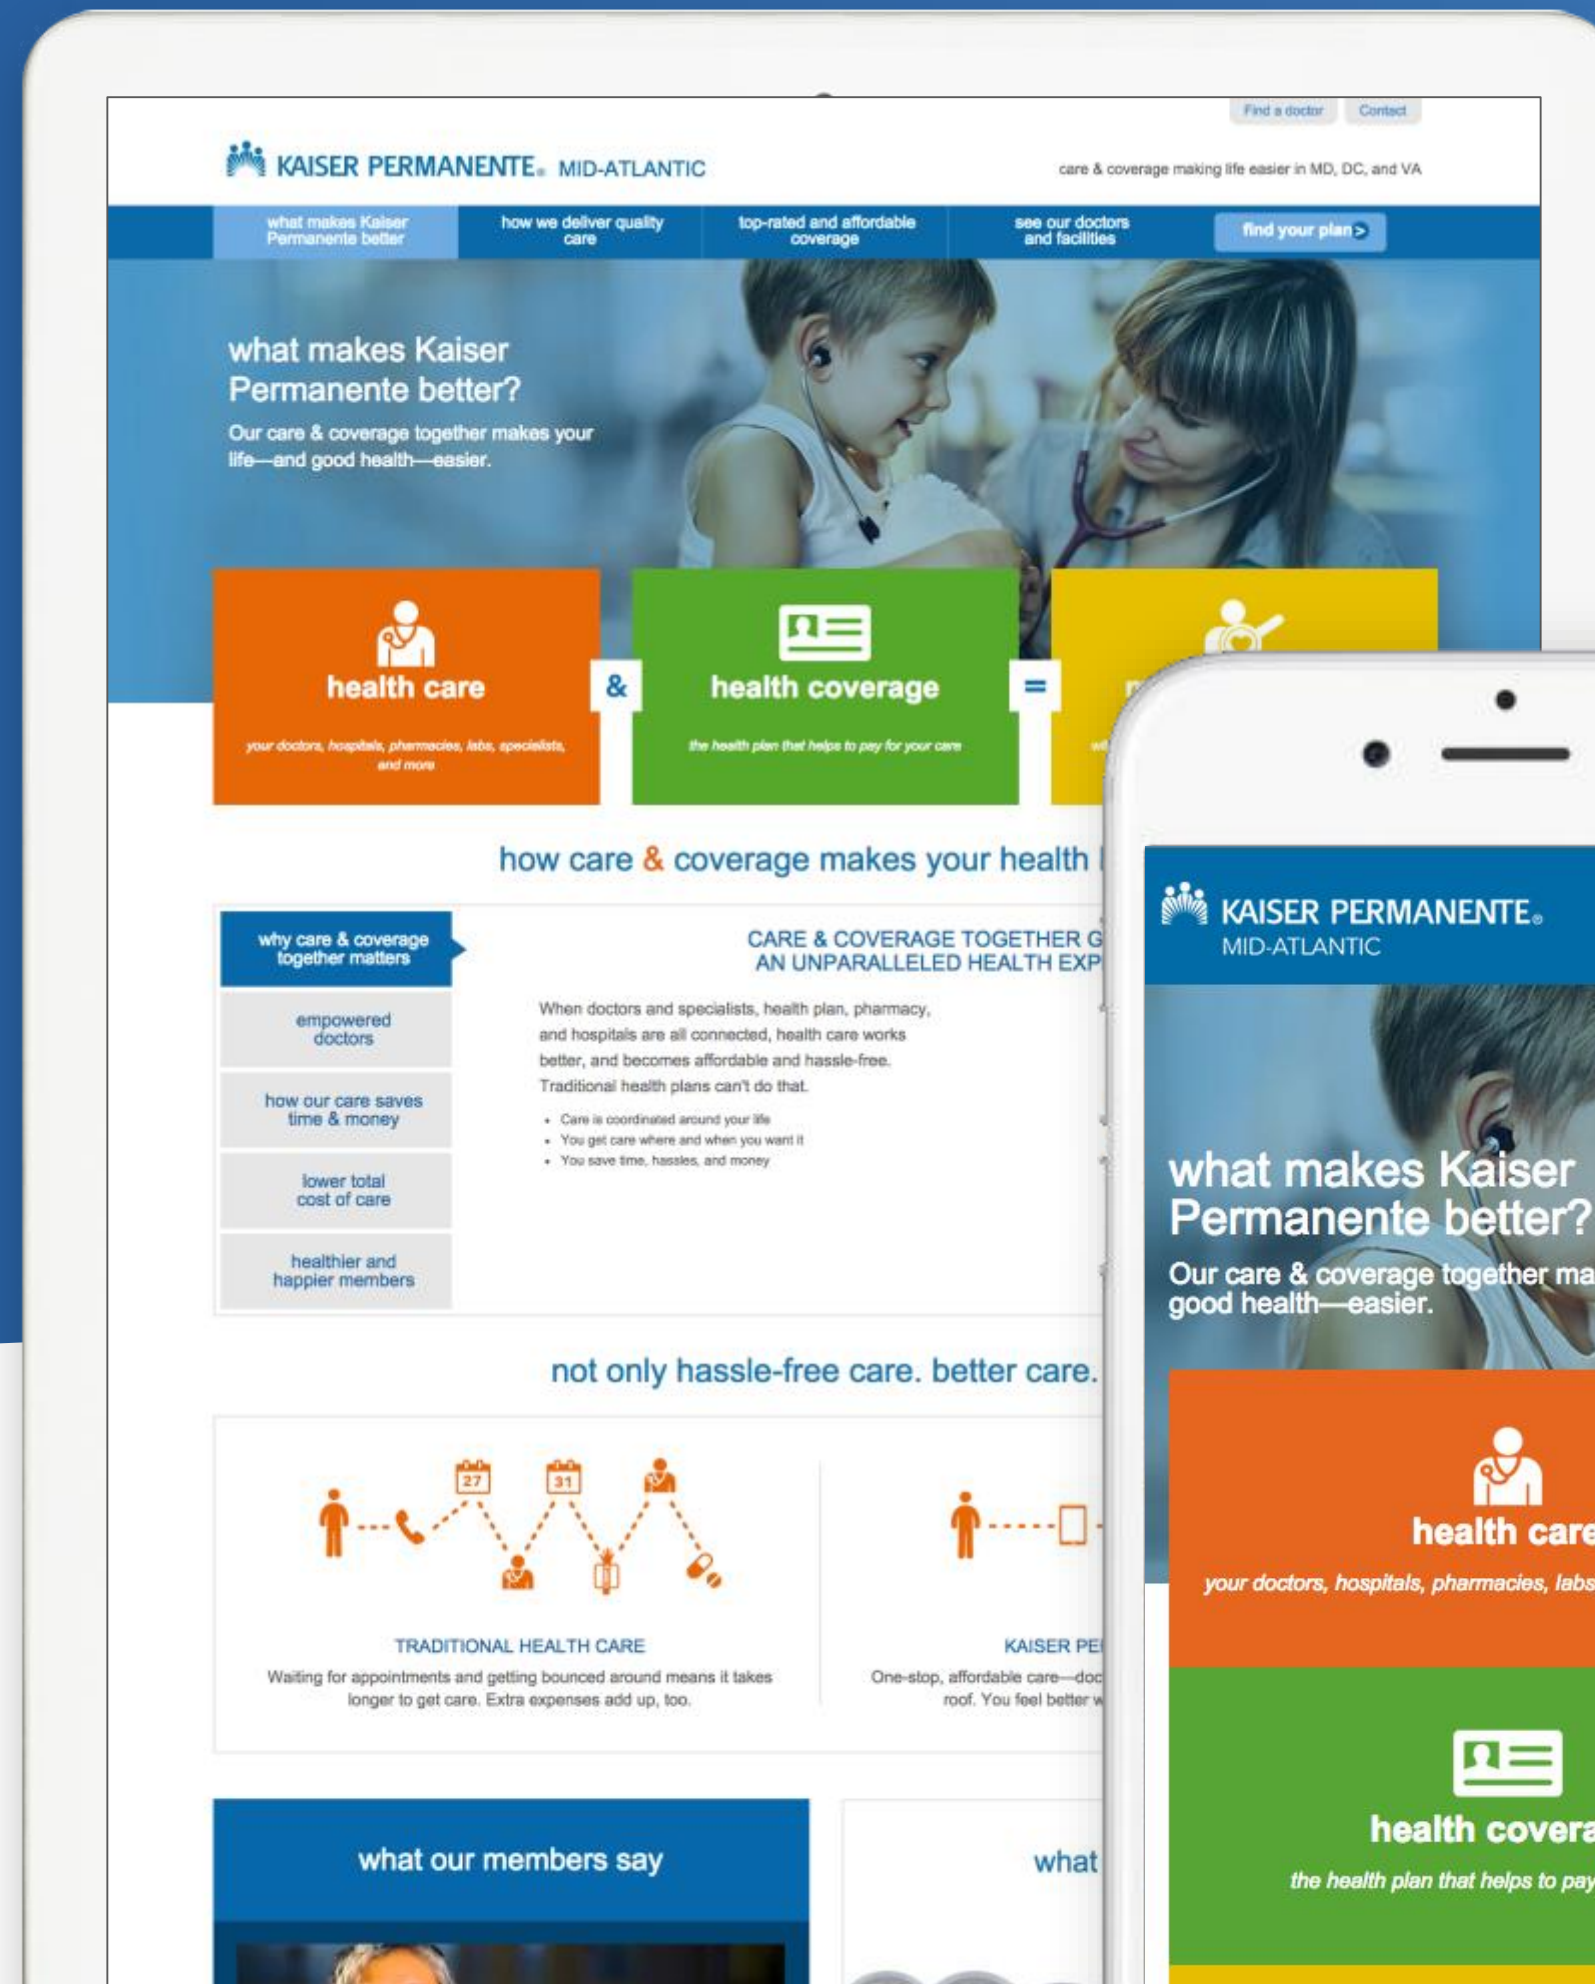 Find a doctor
Contact
KAISER PERMANENTE® MID-ATLANTIC
care & coverage making life easier in MD, DC, and VA
what makes Kaiser
Permanente better
how we deliver quality
care
top-rated and affordable
coverage
see our doctors
and facilities
find your plan >
what makes Kaiser
Permanente better?
Our care & coverage together makes your
life—and good health—easier.
health care
your doctors, hospitals, pharmacies, labs, specialists,
and more
&
health coverage
the health plan that helps to pay for your care
=
how care & coverage makes your health
why care & coverage
together matters
empowered
doctors
how our care saves
time & money
lower total
cost of care
healthier and
happier members
CARE & COVERAGE TOGETHER G
AN UNPARALLELED HEALTH EXP
When doctors and specialists, health plan, pharmacy,
and hospitals are all connected, health care works
better, and becomes affordable and hassle-free.
Traditional health plans can't do that.
• Care is coordinated around your life
• You get care where and when you want it
• You save time, hassles, and money
not only hassle-free care. better care.
27
31
TRADITIONAL HEALTH CARE
Waiting for appointments and getting bounced around means it takes
longer to get care. Extra expenses add up, too.
KAISER PE
One-stop, affordable care—doc
roof. You feel better w
what our members say
what
KAISER PERMANENTE®
MID-ATLANTIC
what makes Kaiser
Permanente better?
Our care & coverage together ma
good health—easier.
health care
your doctors, hospitals, pharmacies, labs
health covera
the health plan that helps to pay